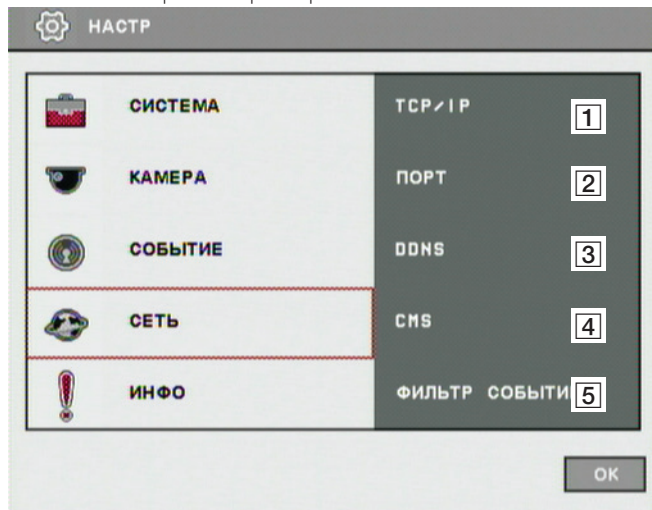 НАСТР
СИСТЕМА TCP/IP 1
КАМЕРА ПОРТ 2
СОБЫТИЕ DDNS 3
СЕТЬ CMS 4
ИНФО ФИЛЬТР СОБЫТИ 5
OK